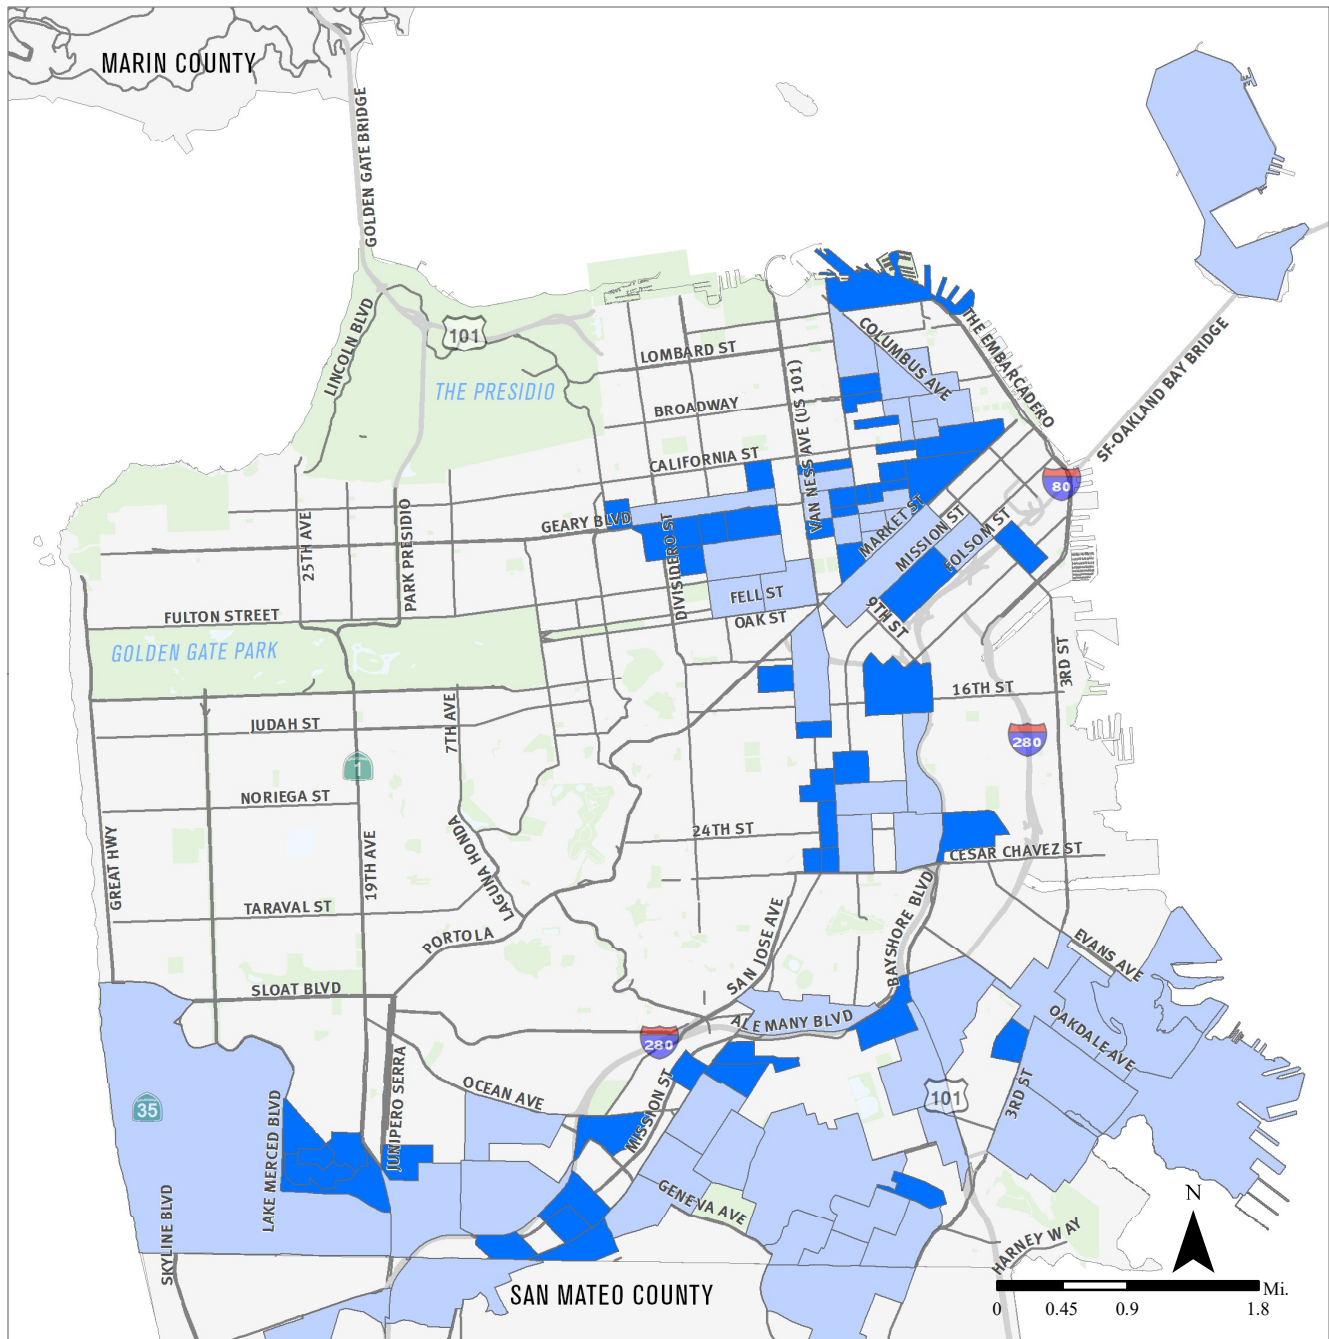 MARIN COUNTY
GOLDEN GATE BRIDGE
LINCOLN BLVD
101
THE PRESIDIO
LOMBARD ST
BROADWAY
CALIFORNIA ST
COLUMBUS AVE
THE EMBARCADERO
SF-OAKLAND BAY BRIDGE
VAN NESS AVE (US 101)
80
GEARY BLVD
25TH AVE
PARK PRESIDIO
DIVISIDERO ST
MARKET ST
MISSION ST
FOLSOM ST
FULTON STREET
FELL ST
OAK ST
9TH ST
GOLDEN GATE PARK
3RD ST
16TH ST
JUDAH ST
7TH AVE
280
1
NORIEGA ST
24TH ST
CESAR CHAVEZ ST
GREAT HWY
19TH AVE
LAGUNA HONDA
TARAVAL ST
PORTOLA
SAN JOSE AVE
BAYSHORE BLVD
EVANS AVE
SLOAT BLVD
ALEMANY BLVD
OAKDALE AVE
280
35
OCEAN AVE
JUNIPERO SERRA
LAKE MERCED BLVD
MISSION ST
101
3RD ST
SKYLINE BLVD
GENEVA AVE
HARNEY WAY
N
SAN MATEO COUNTY
Mi.
0 0.45 0.9 1.8